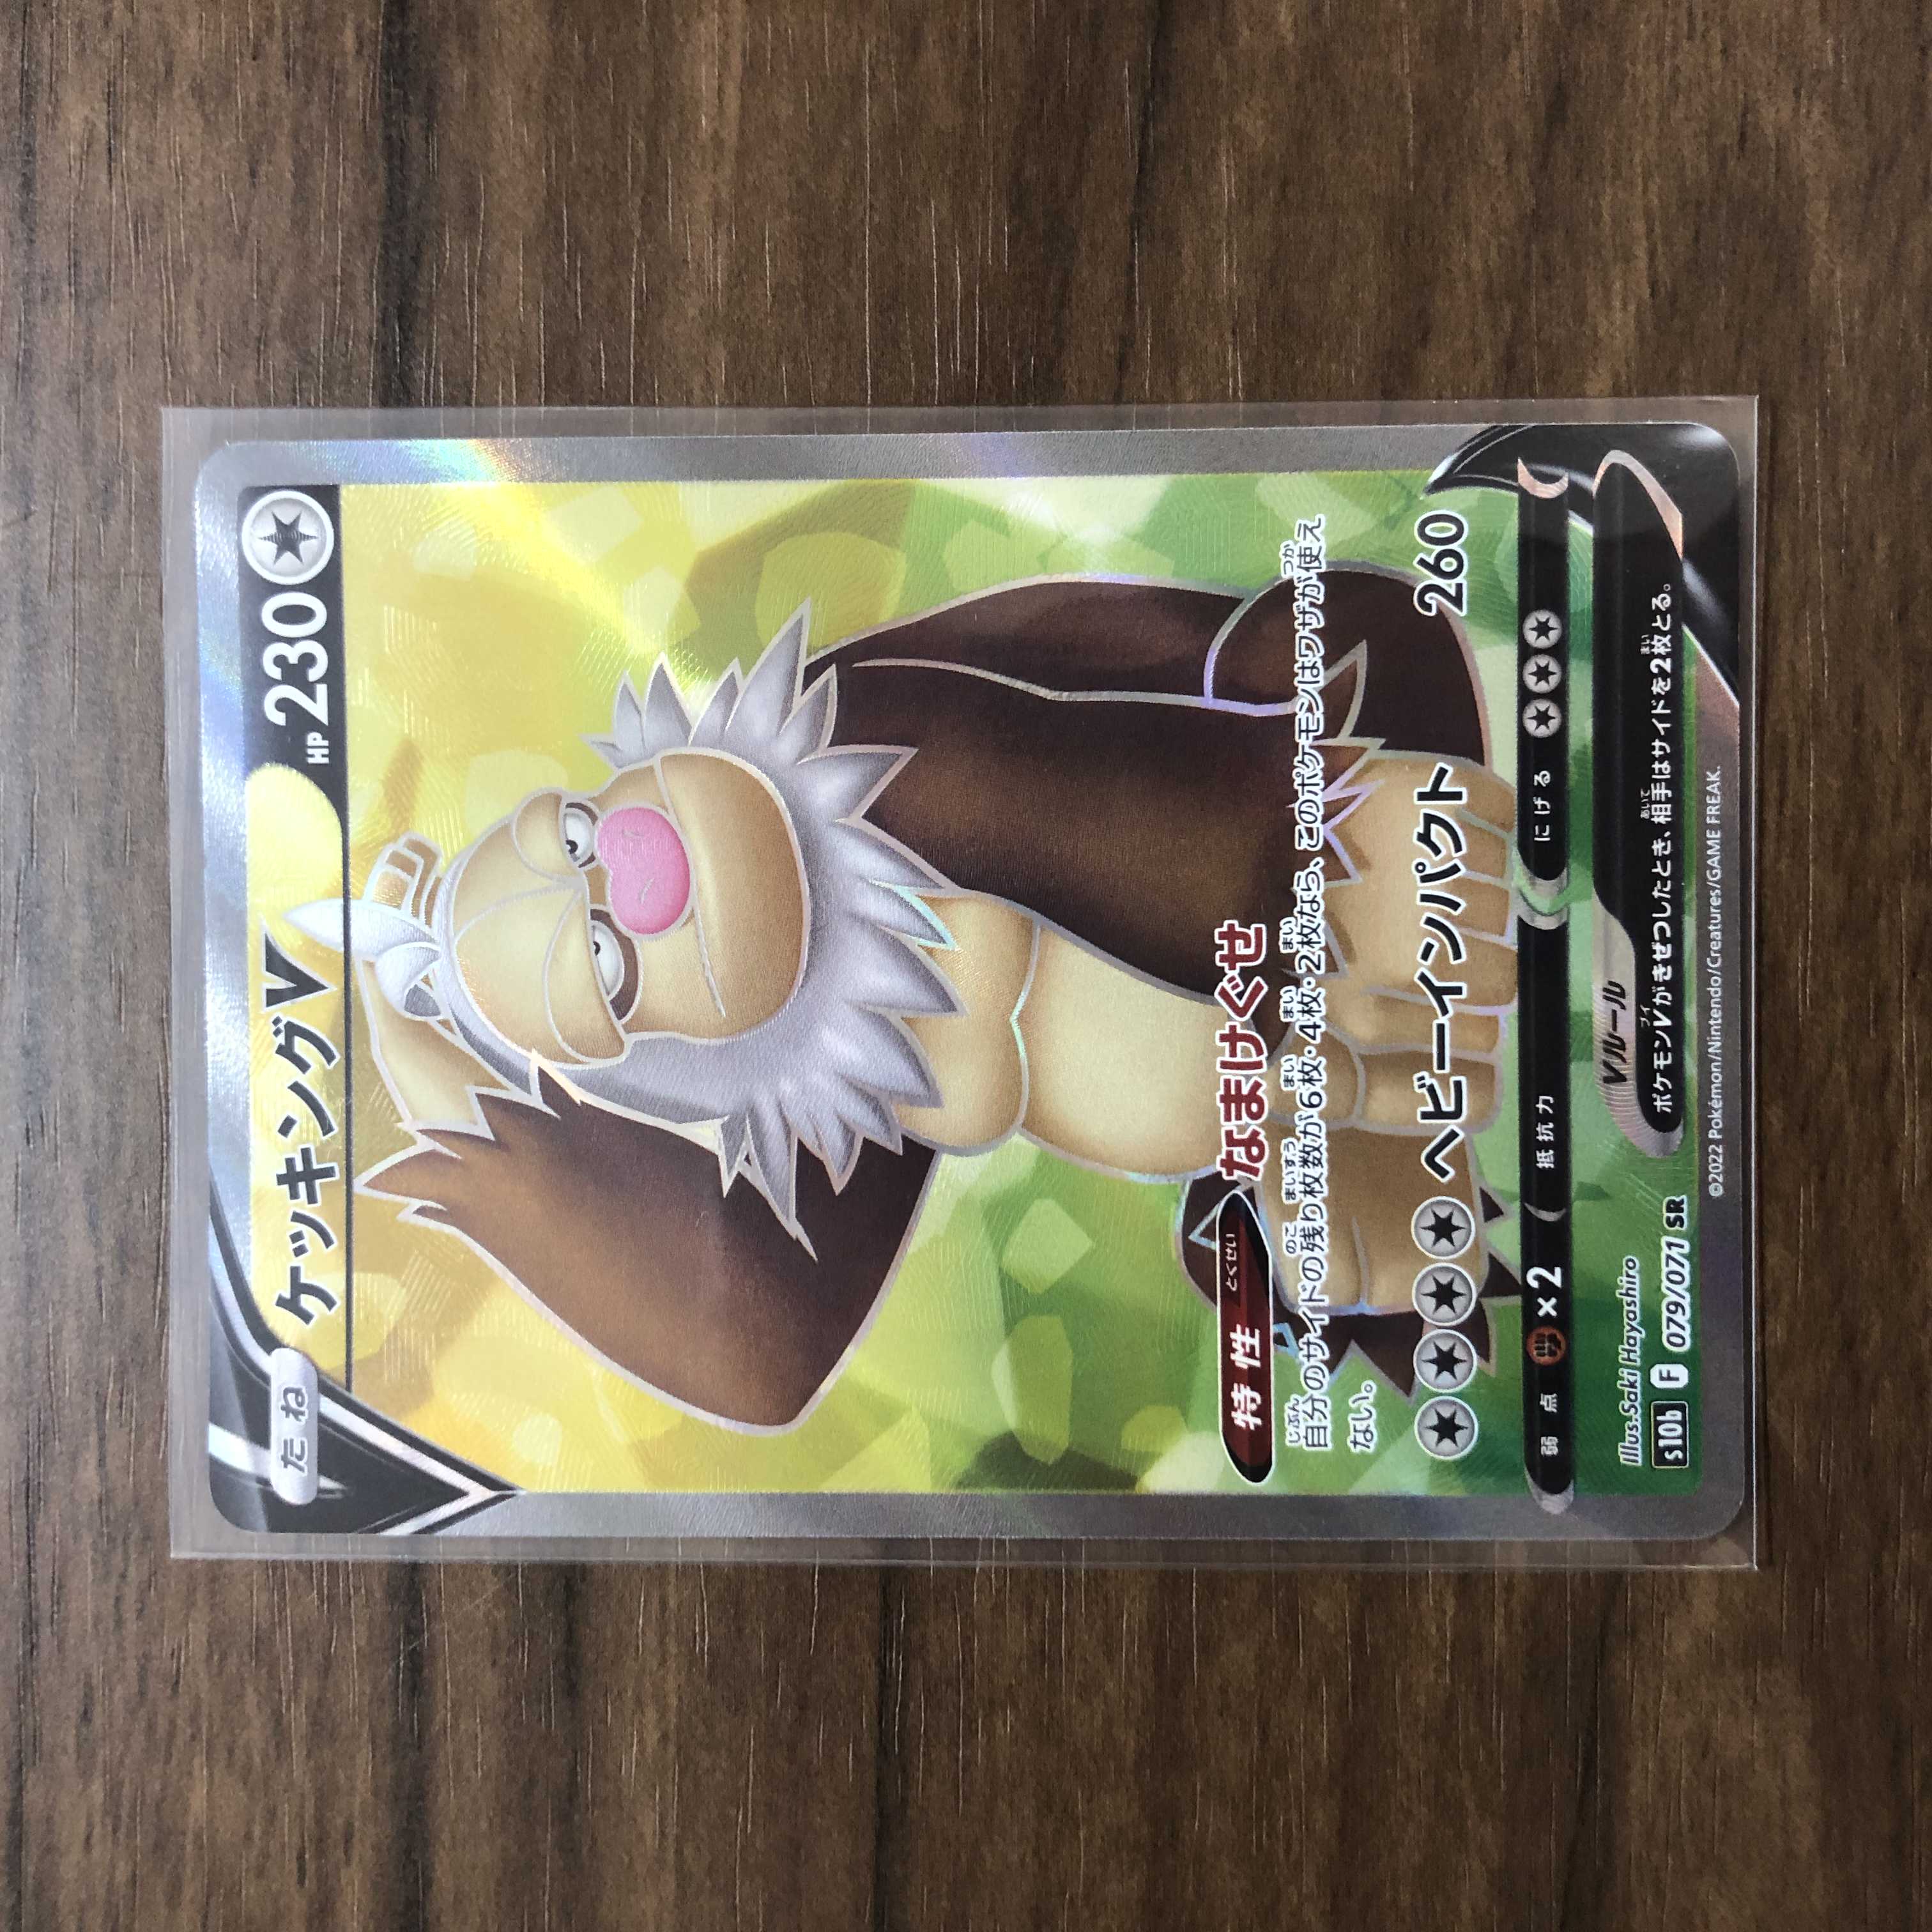 たね
ケッキングV
HP230
特性 とくせい なまけぐせ
自分のサイドの残り枚数が6枚・4枚・2枚なら、このポケモンはワザが使え
ない。
ヘビーインパクト 260
弱点 ×2 抵抗力 にげる
Vルール
ポケモンVがきぜつしたとき、相手はサイドを2枚とる。
Illus.Saki Hayashiro
S10b F 079/071 SR
©2022 Pokémon/Nintendo/Creatures/GAME FREAK.